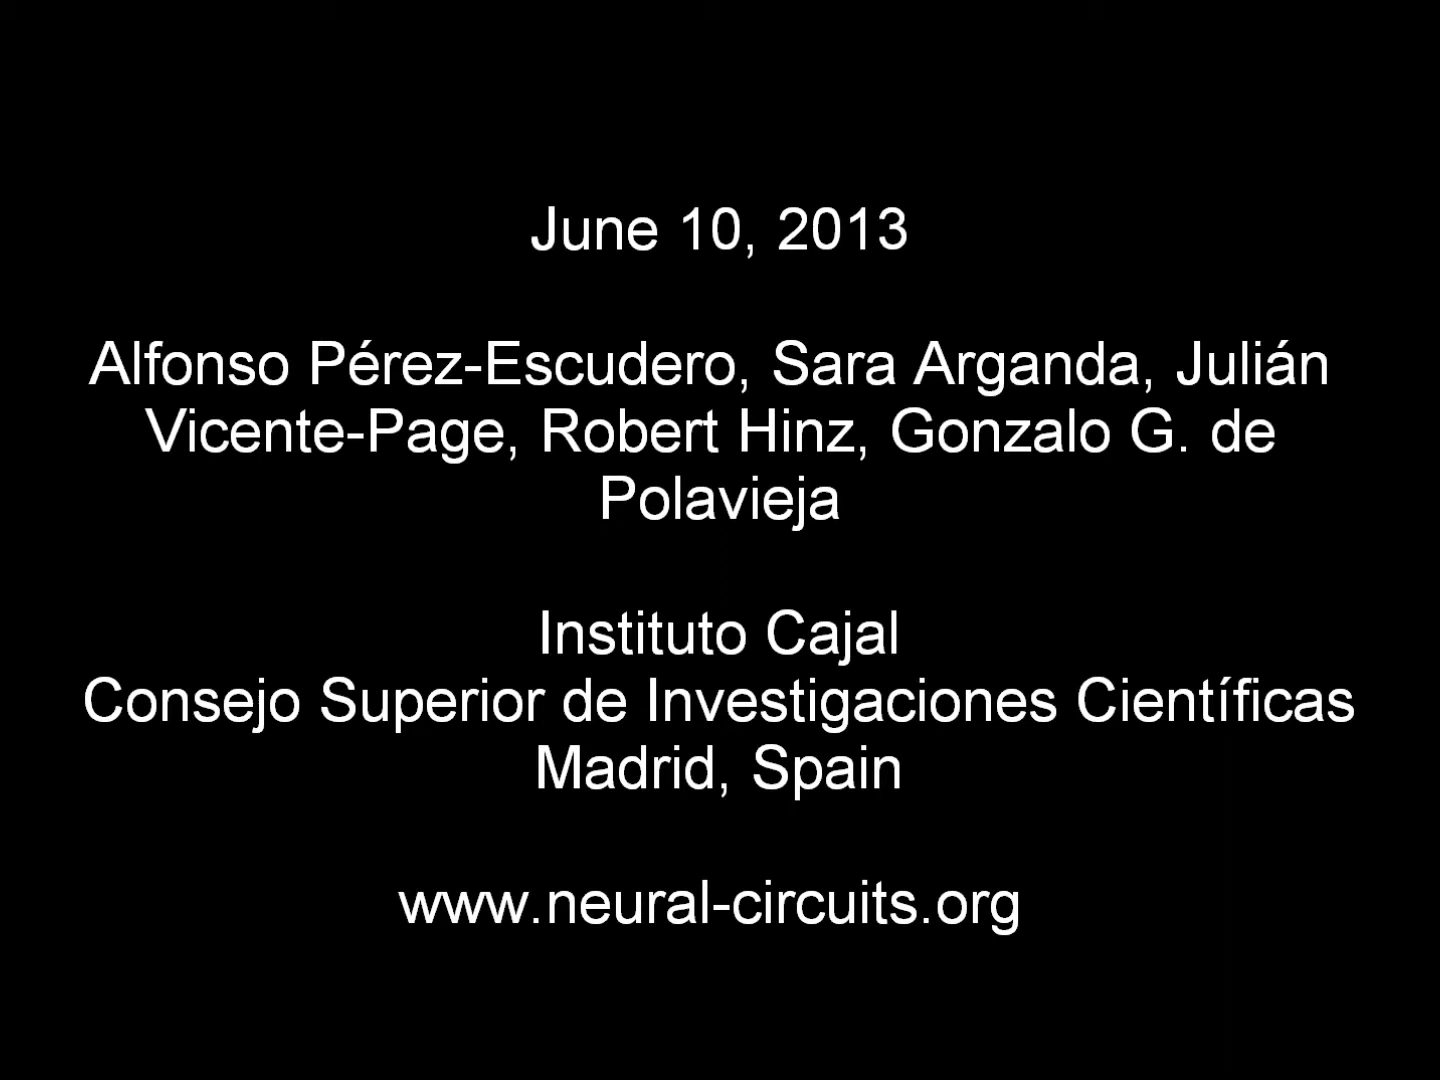 June 10, 2013
Alfonso Pérez-Escudero, Sara Arganda, Julián
Vicente-Page, Robert Hinz, Gonzalo G. de
Polavieja
Instituto Cajal
Consejo Superior de Investigaciones Científicas
Madrid, Spain
www.neural-circuits.org